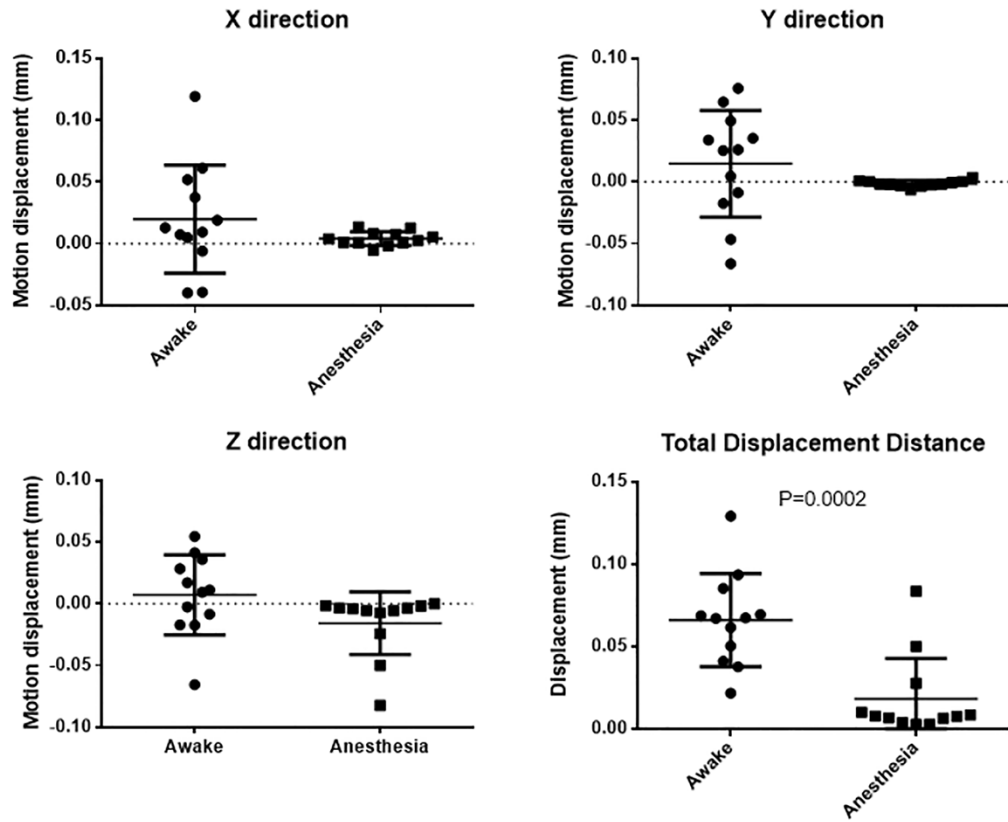 X direction
Motion displacement (mm)
0.15
0.10
0.05
0.00
-0.05
Awake
Anesthesia
Y direction
Motion displacement (mm)
0.10
0.05
0.00
-0.05
-0.10
Awake
Anesthesia
Z direction
Motion displacement (mm)
0.10
0.05
0.00
-0.05
-0.10
Awake
Anesthesia
Total Displacement Distance
P=0.0002
Displacement (mm)
0.15
0.10
0.05
0.00
Awake
Anesthesia